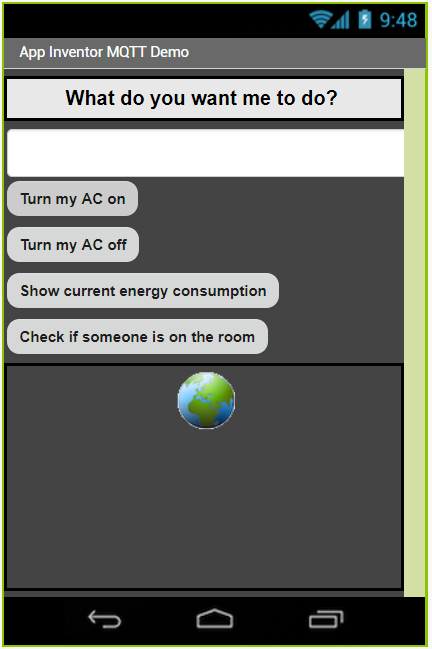 9:48
App Inventor MQTT Demo
What do you want me to do?
Turn my AC on
Turn my AC off
Show current energy consumption
Check if someone is on the room